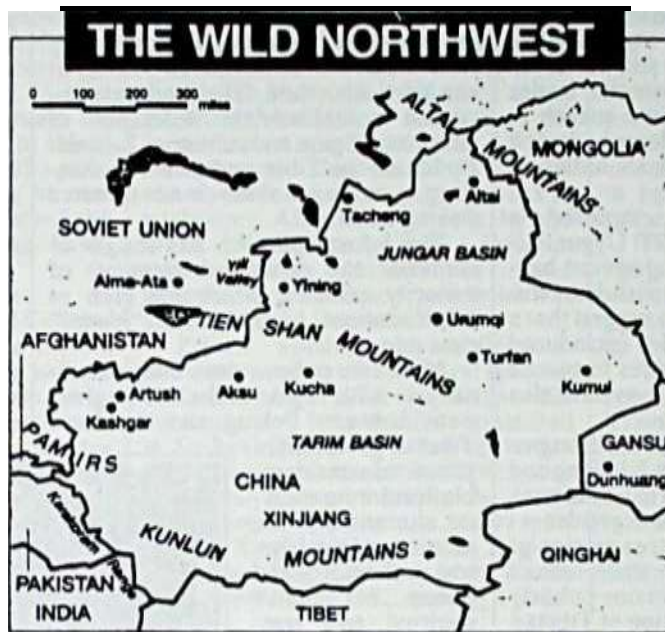 THE WILD NORTHWEST
0 100 300
miles
ALTAI
MOUNTAINS
MONGOLIA
Altai
Tacheng
SOVIET UNION
JUNGAR BASIN
Yili
Valley
Alma-Ata
Yining
Urumqi
TIEN SHAN MOUNTAINS
AFGHANISTAN
Turfan
Artush
Aksu
Kucha
Kumul
Kashgar
PAMIRS
TARIM BASIN
GANSU
Dunhuang
CHINA
XINJIANG
Karakoram Range
KUNLUN MOUNTAINS
QINGHAI
PAKISTAN
INDIA
TIBET